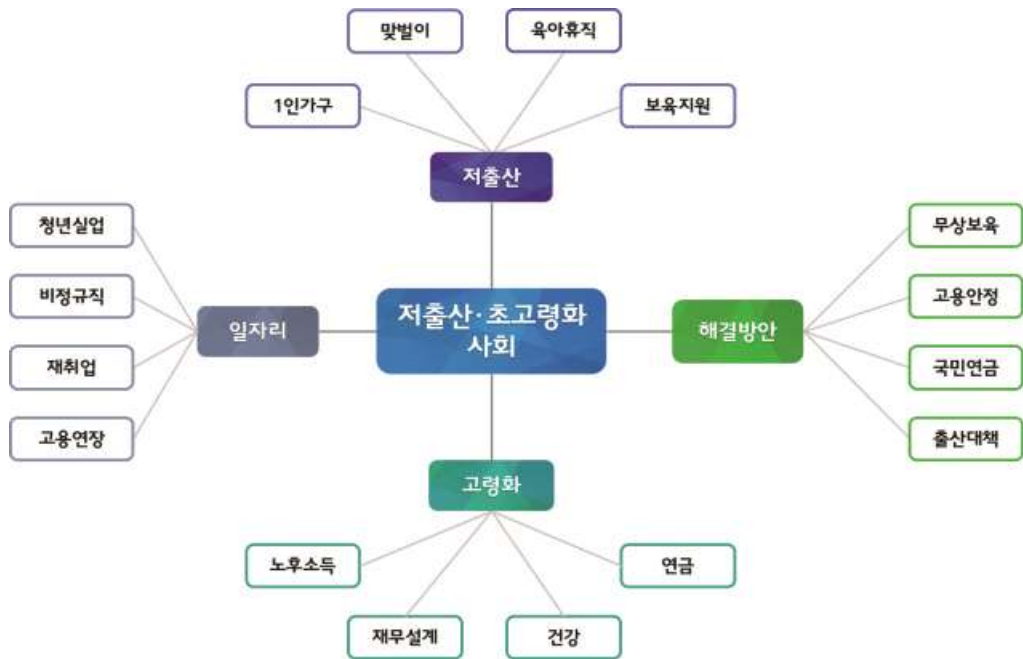 맞벌이
육아휴직
1인가구
보육지원
저출산
청년실업
비정규직
재취업
고용연장
일자리
저출산·초고령화
사회
해결방안
무상보육
고용안정
국민연금
출산대책
고령화
노후소득
연금
재무설계
건강